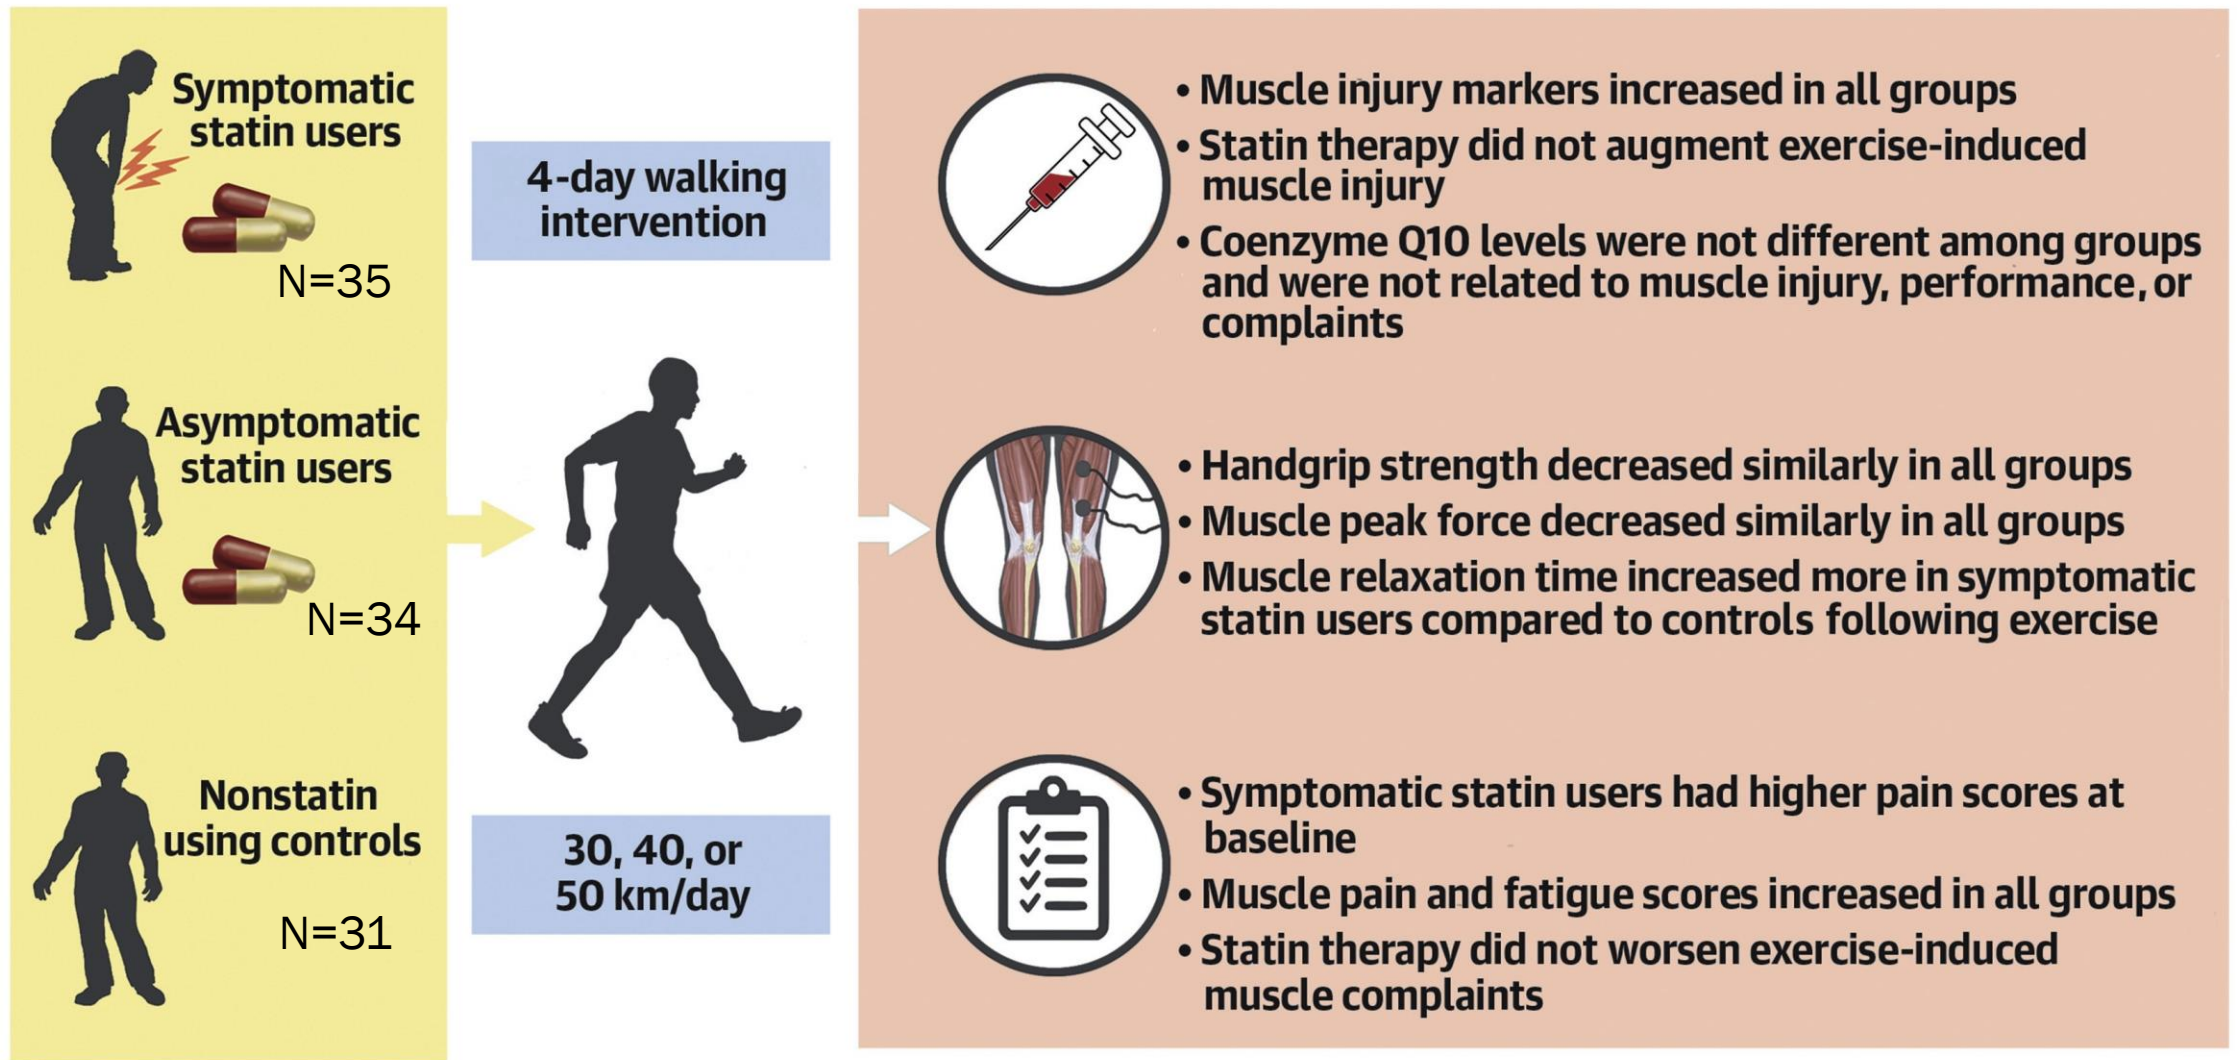 Symptomatic
statin users
N=35
Asymptomatic
statin users
N=34
Nonstatin
using controls
N=31
4-day walking
intervention
30, 40, or
50 km/day
• Muscle injury markers increased in all groups
• Statin therapy did not augment exercise-induced
muscle injury
• Coenzyme Q10 levels were not different among groups
and were not related to muscle injury, performance, or
complaints
• Handgrip strength decreased similarly in all groups
• Muscle peak force decreased similarly in all groups
• Muscle relaxation time increased more in symptomatic
statin users compared to controls following exercise
• Symptomatic statin users had higher pain scores at
baseline
• Muscle pain and fatigue scores increased in all groups
• Statin therapy did not worsen exercise-induced
muscle complaints